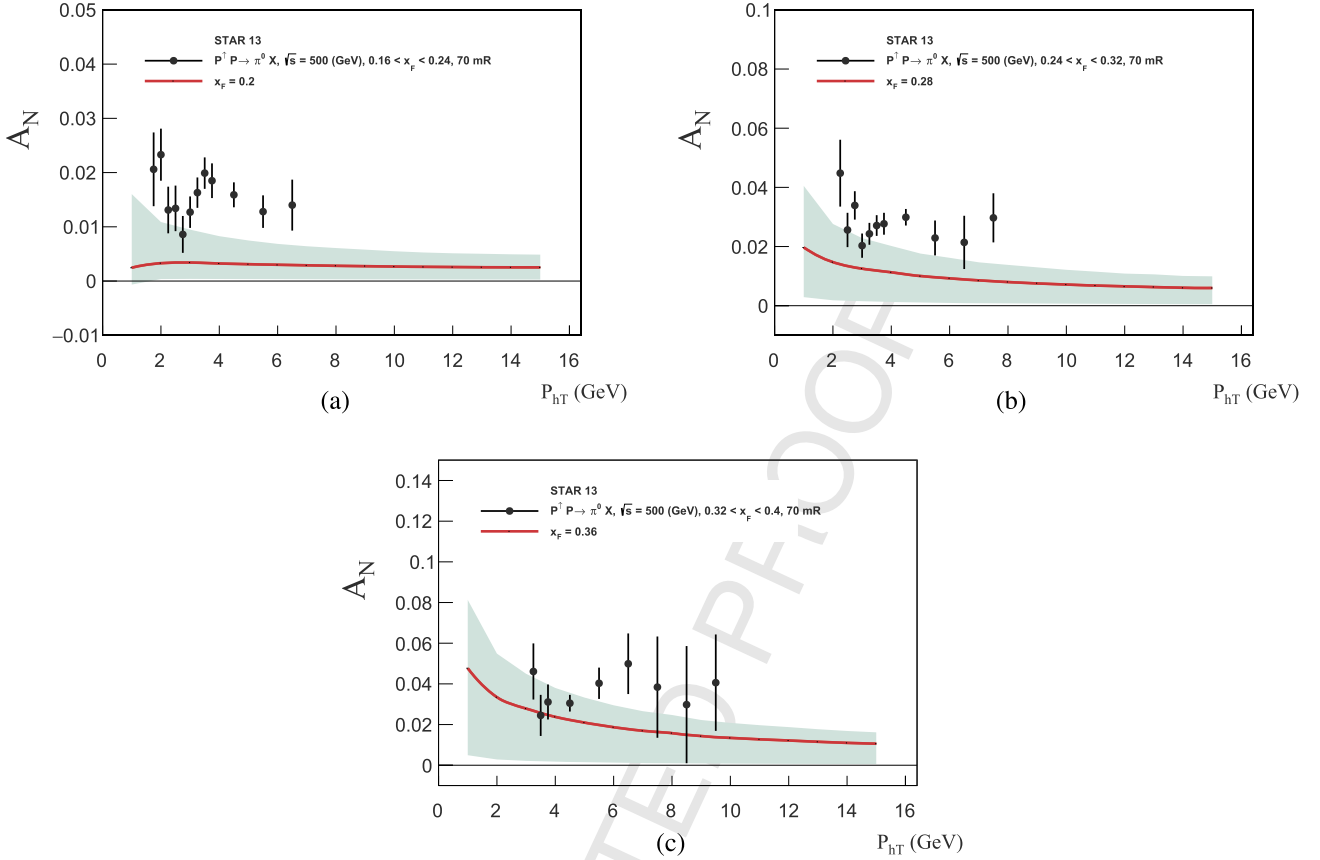 0.05
0.04
0.03
0.02
0.01
0
−0.01
A_N
STAR 13
P↑ P→ π⁰ X, √s = 500 (GeV), 0.16 < x_F < 0.24, 70 mR
x_F = 0.2
0 2 4 6 8 10 12 14 16
P_hT (GeV)
(a)
0.1
0.08
0.06
0.04
0.02
0
A_N
STAR 13
P↑ P→ π⁰ X, √s = 500 (GeV), 0.24 < x_F < 0.32, 70 mR
x_F = 0.28
0 2 4 6 8 10 12 14 16
P_hT (GeV)
(b)
0.14
0.12
0.1
0.08
0.06
0.04
0.02
0
A_N
STAR 13
P↑ P→ π⁰ X, √s = 500 (GeV), 0.32 < x_F < 0.4, 70 mR
x_F = 0.36
0 2 4 6 8 10 12 14 16
P_hT (GeV)
(c)